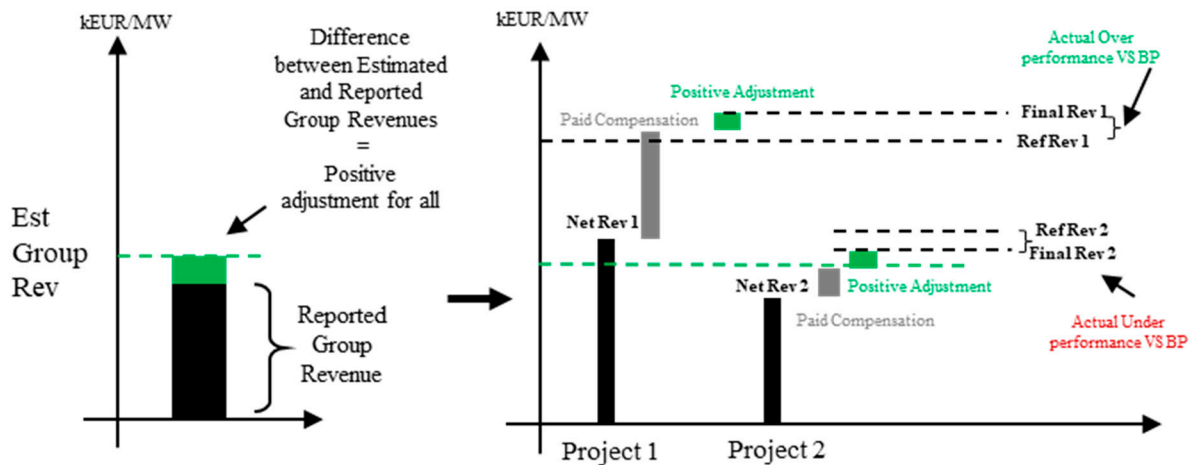 kEUR/MW
Difference
between Estimated
and Reported
Group Revenues
=
Positive
adjustment for all
Est
Group
Rev
Reported
Group
Revenue
kEUR/MW
Actual Over
performance VS BP
Positive Adjustment
Final Rev 1
Paid Compensation
Ref Rev 1
Net Rev 1
Ref Rev 2
Final Rev 2
Net Rev 2
Positive Adjustment
Paid Compensation
Actual Under
performance VS BP
Project 1
Project 2